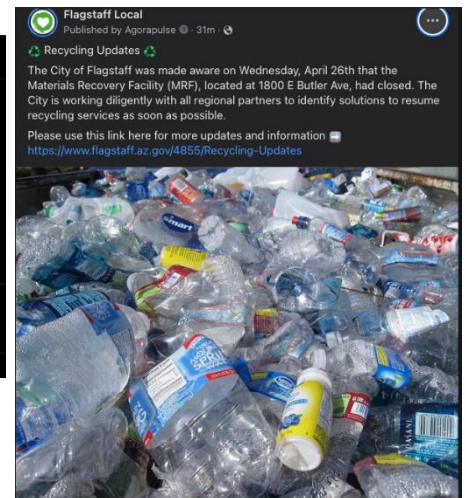 Flagstaff Local
Published by Agorapulse · 31m ·
♻ Recycling Updates ♻
The City of Flagstaff was made aware on Wednesday, April 26th that the
Materials Recovery Facility (MRF), located at 1800 E Butler Ave, had closed. The
City is working diligently with all regional partners to identify solutions to resume
recycling services as soon as possible.
Please use this link here for more updates and information ➡
https://www.flagstaff.az.gov/4855/Recycling-Updates
smart
SPRING